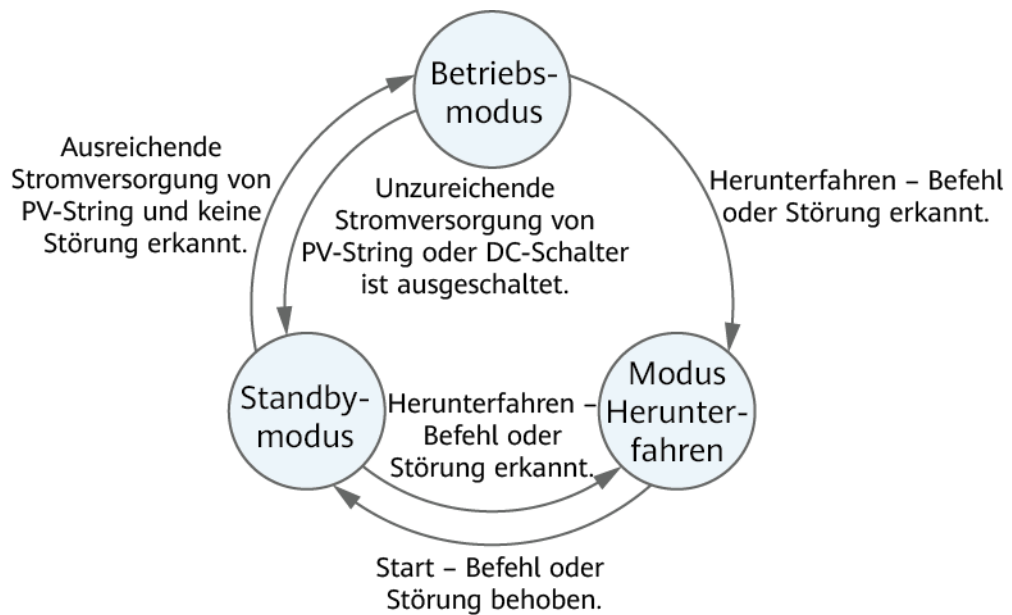 Betriebs-
modus
Ausreichende
Stromversorgung von
PV-String und keine
Störung erkannt.
Unzureichende
Stromversorgung von
PV-String oder DC-Schalter
ist ausgeschaltet.
Herunterfahren – Befehl
oder Störung erkannt.
Standby-
modus
Herunterfahren –
Befehl oder
Störung erkannt.
Modus
Herunter-
fahren
Start – Befehl oder
Störung behoben.